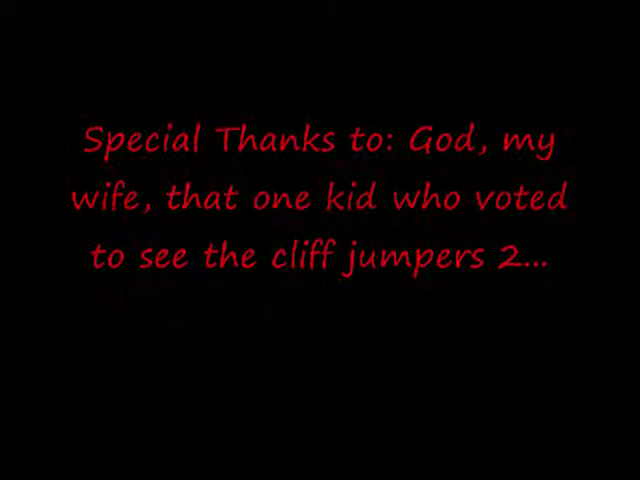 Special Thanks to: God, my
wife, that one kid who voted
to see the cliff jumpers 2...